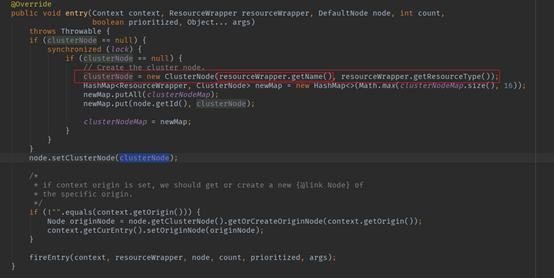 @Override
public void entry(Context context, ResourceWrapper resourceWrapper, DefaultNode node, int count,
boolean prioritized, Object... args)
throws Throwable {
if (clusterNode == null) {
synchronized (lock) {
if (clusterNode == null) {
// Create the cluster node.
clusterNode = new ClusterNode(resourceWrapper.getName(), resourceWrapper.getResourceType());
HashMap<ResourceWrapper, ClusterNode> newMap = new HashMap<>(Math.max(clusterNodeMap.size(), 16));
newMap.putAll(clusterNodeMap);
newMap.put(node.getId(), clusterNode);
clusterNodeMap = newMap;
}
}
}
node.setClusterNode(clusterNode);
/*
* if context origin is set, we should get or create a new {@link Node} of
* the specific origin.
*/
if (!"".equals(context.getOrigin())) {
Node originNode = node.getClusterNode().getOrCreateOriginNode(context.getOrigin());
context.getCurEntry().setOriginNode(originNode);
}
fireEntry(context, resourceWrapper, node, count, prioritized, args);
}